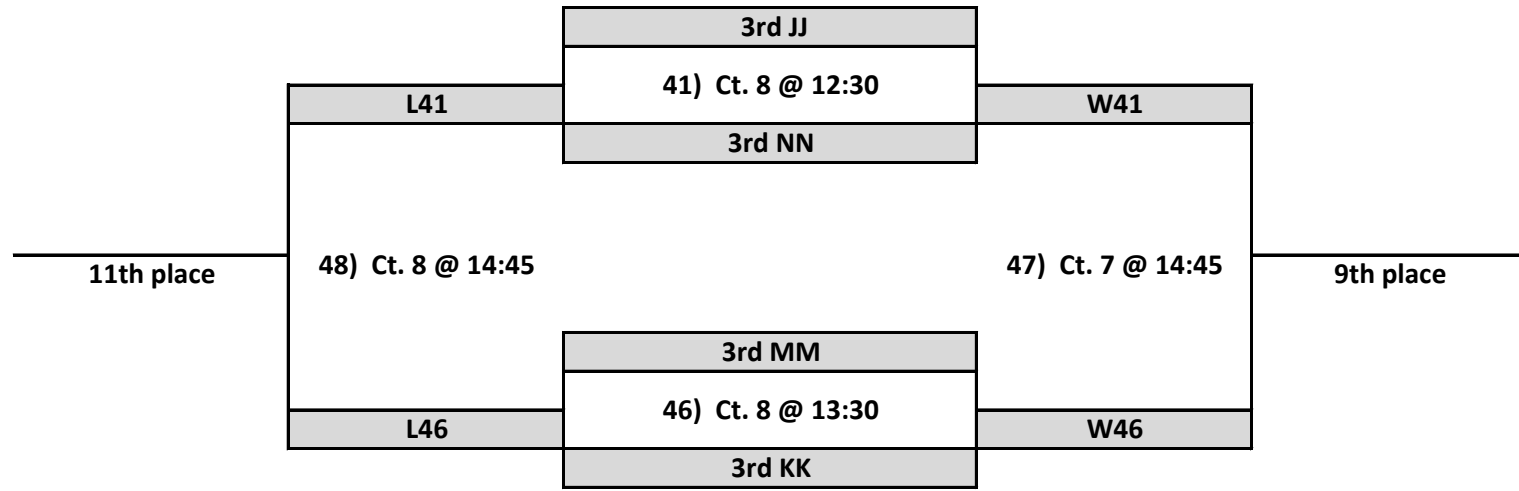 3rd JJ
41) Ct. 8 @ 12:30
L41
W41
3rd NN
11th place
48) Ct. 8 @ 14:45
47) Ct. 7 @ 14:45
9th place
3rd MM
46) Ct. 8 @ 13:30
L46
W46
3rd KK